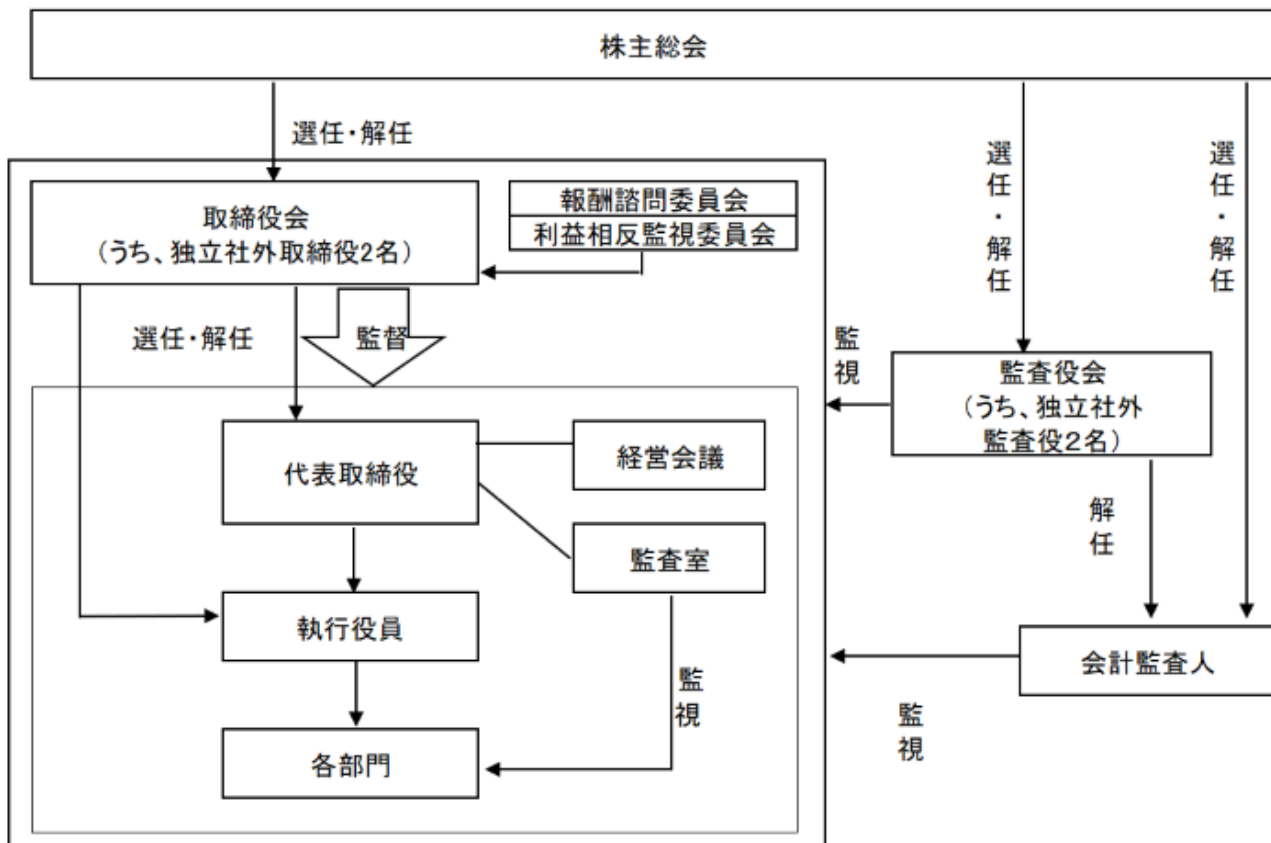 株主総会
選任・解任
選任・解任
選任・解任
取締役会
（うち、独立社外取締役2名）
報酬諮問委員会
利益相反監視委員会
選任・解任
監督
監視
監査役会
（うち、独立社外
監査役２名）
代表取締役
経営会議
監査室
解任
執行役員
会計監査人
監視
監視
各部門